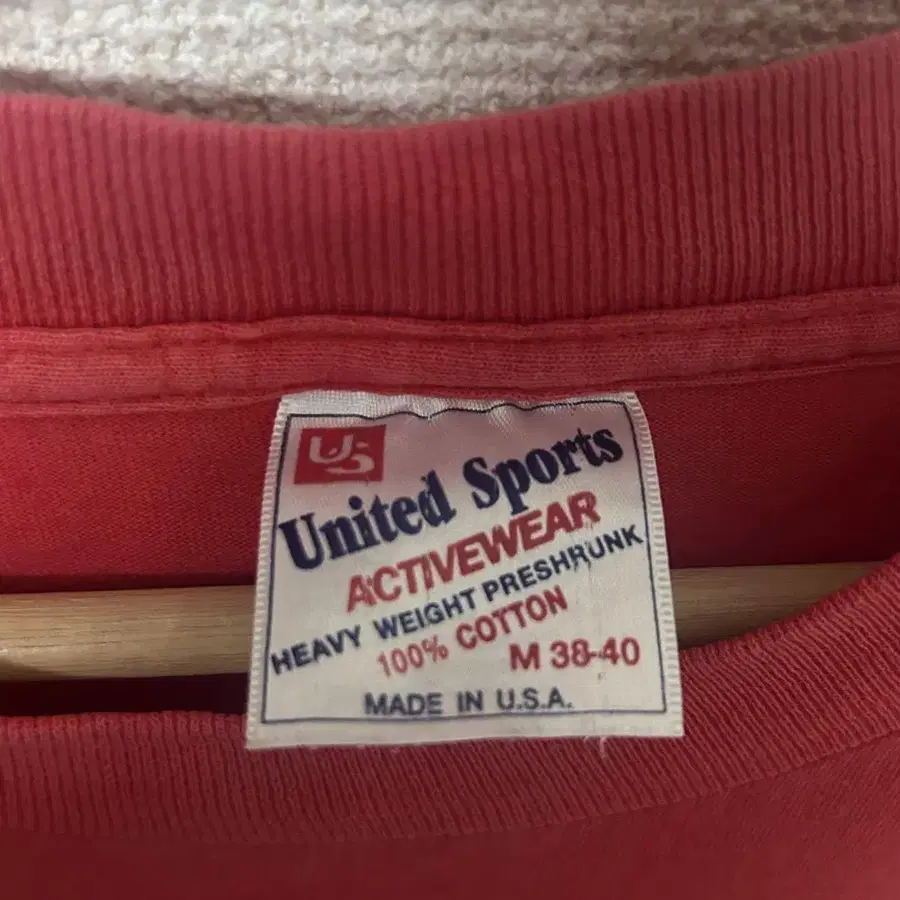 US
United Sports
ACTIVEWEAR
HEAVY WEIGHT PRESHRUNK
100% COTTON
M 38-40
MADE IN U.S.A.